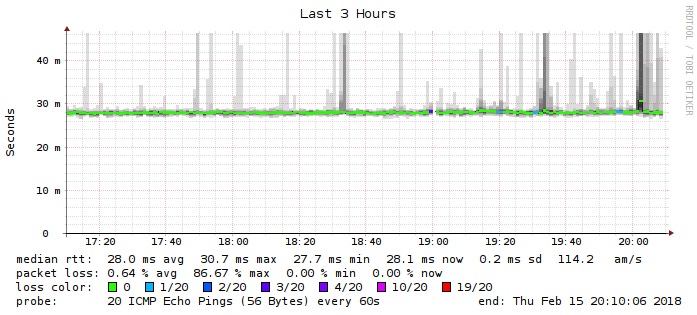 Last 3 Hours
RRDTOOL / TOBI OETIKER
Seconds
40 m
30 m
20 m
10 m
0
17:20 17:40 18:00 18:20 18:40 19:00 19:20 19:40 20:00
median rtt: 28.0 ms avg 30.7 ms max 27.7 ms min 28.1 ms now 0.2 ms sd 114.2 am/s
packet loss: 0.64 % avg 86.67 % max 0.00 % min 0.00 % now
loss color: 0 1/20 2/20 3/20 4/20 10/20 19/20
probe: 20 ICMP Echo Pings (56 Bytes) every 60s end: Thu Feb 15 20:10:06 2018